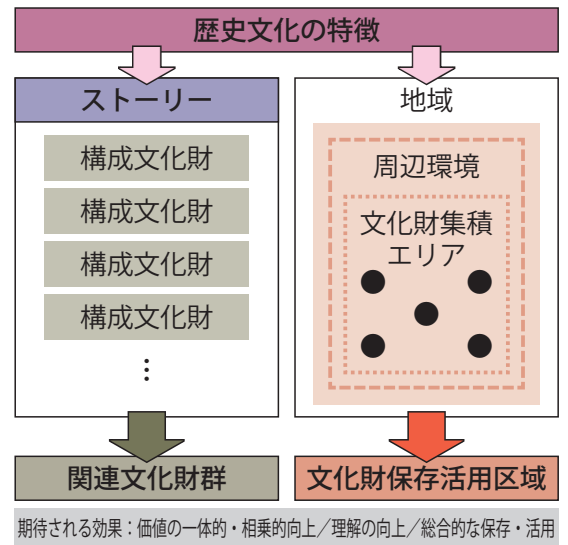 歴史文化の特徴
ストーリー
構成文化財
構成文化財
構成文化財
構成文化財
⋮
関連文化財群
地域
周辺環境
文化財集積
エリア
文化財保存活用区域
期待される効果：価値の一体的・相乗的向上／理解の向上／総合的な保存・活用